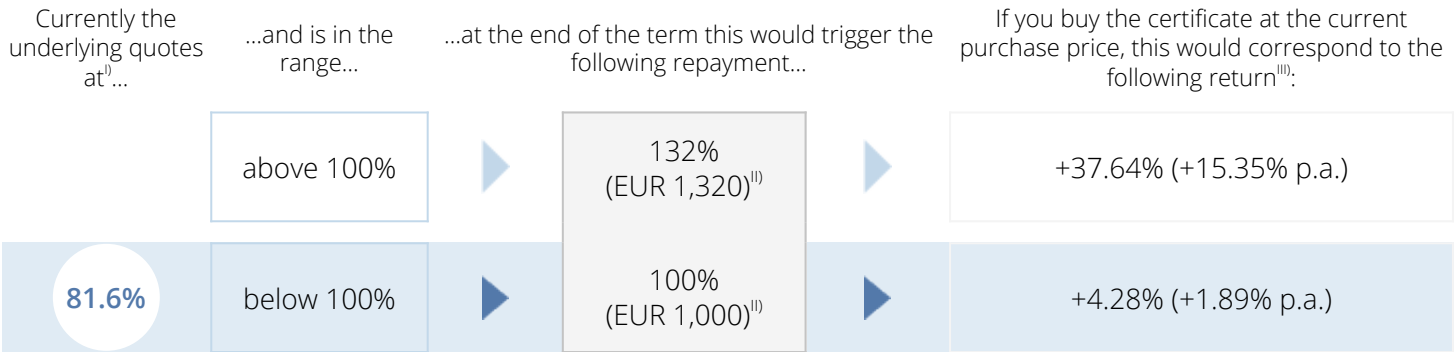 Currently the
underlying quotes
at^I)...
...and is in the
range...
...at the end of the term this would trigger the
following repayment...
If you buy the certificate at the current
purchase price, this would correspond to the
following return^III):
above 100%
132%
(EUR 1,320)^II)
+37.64% (+15.35% p.a.)
81.6%
below 100%
100%
(EUR 1,000)^II)
+4.28% (+1.89% p.a.)